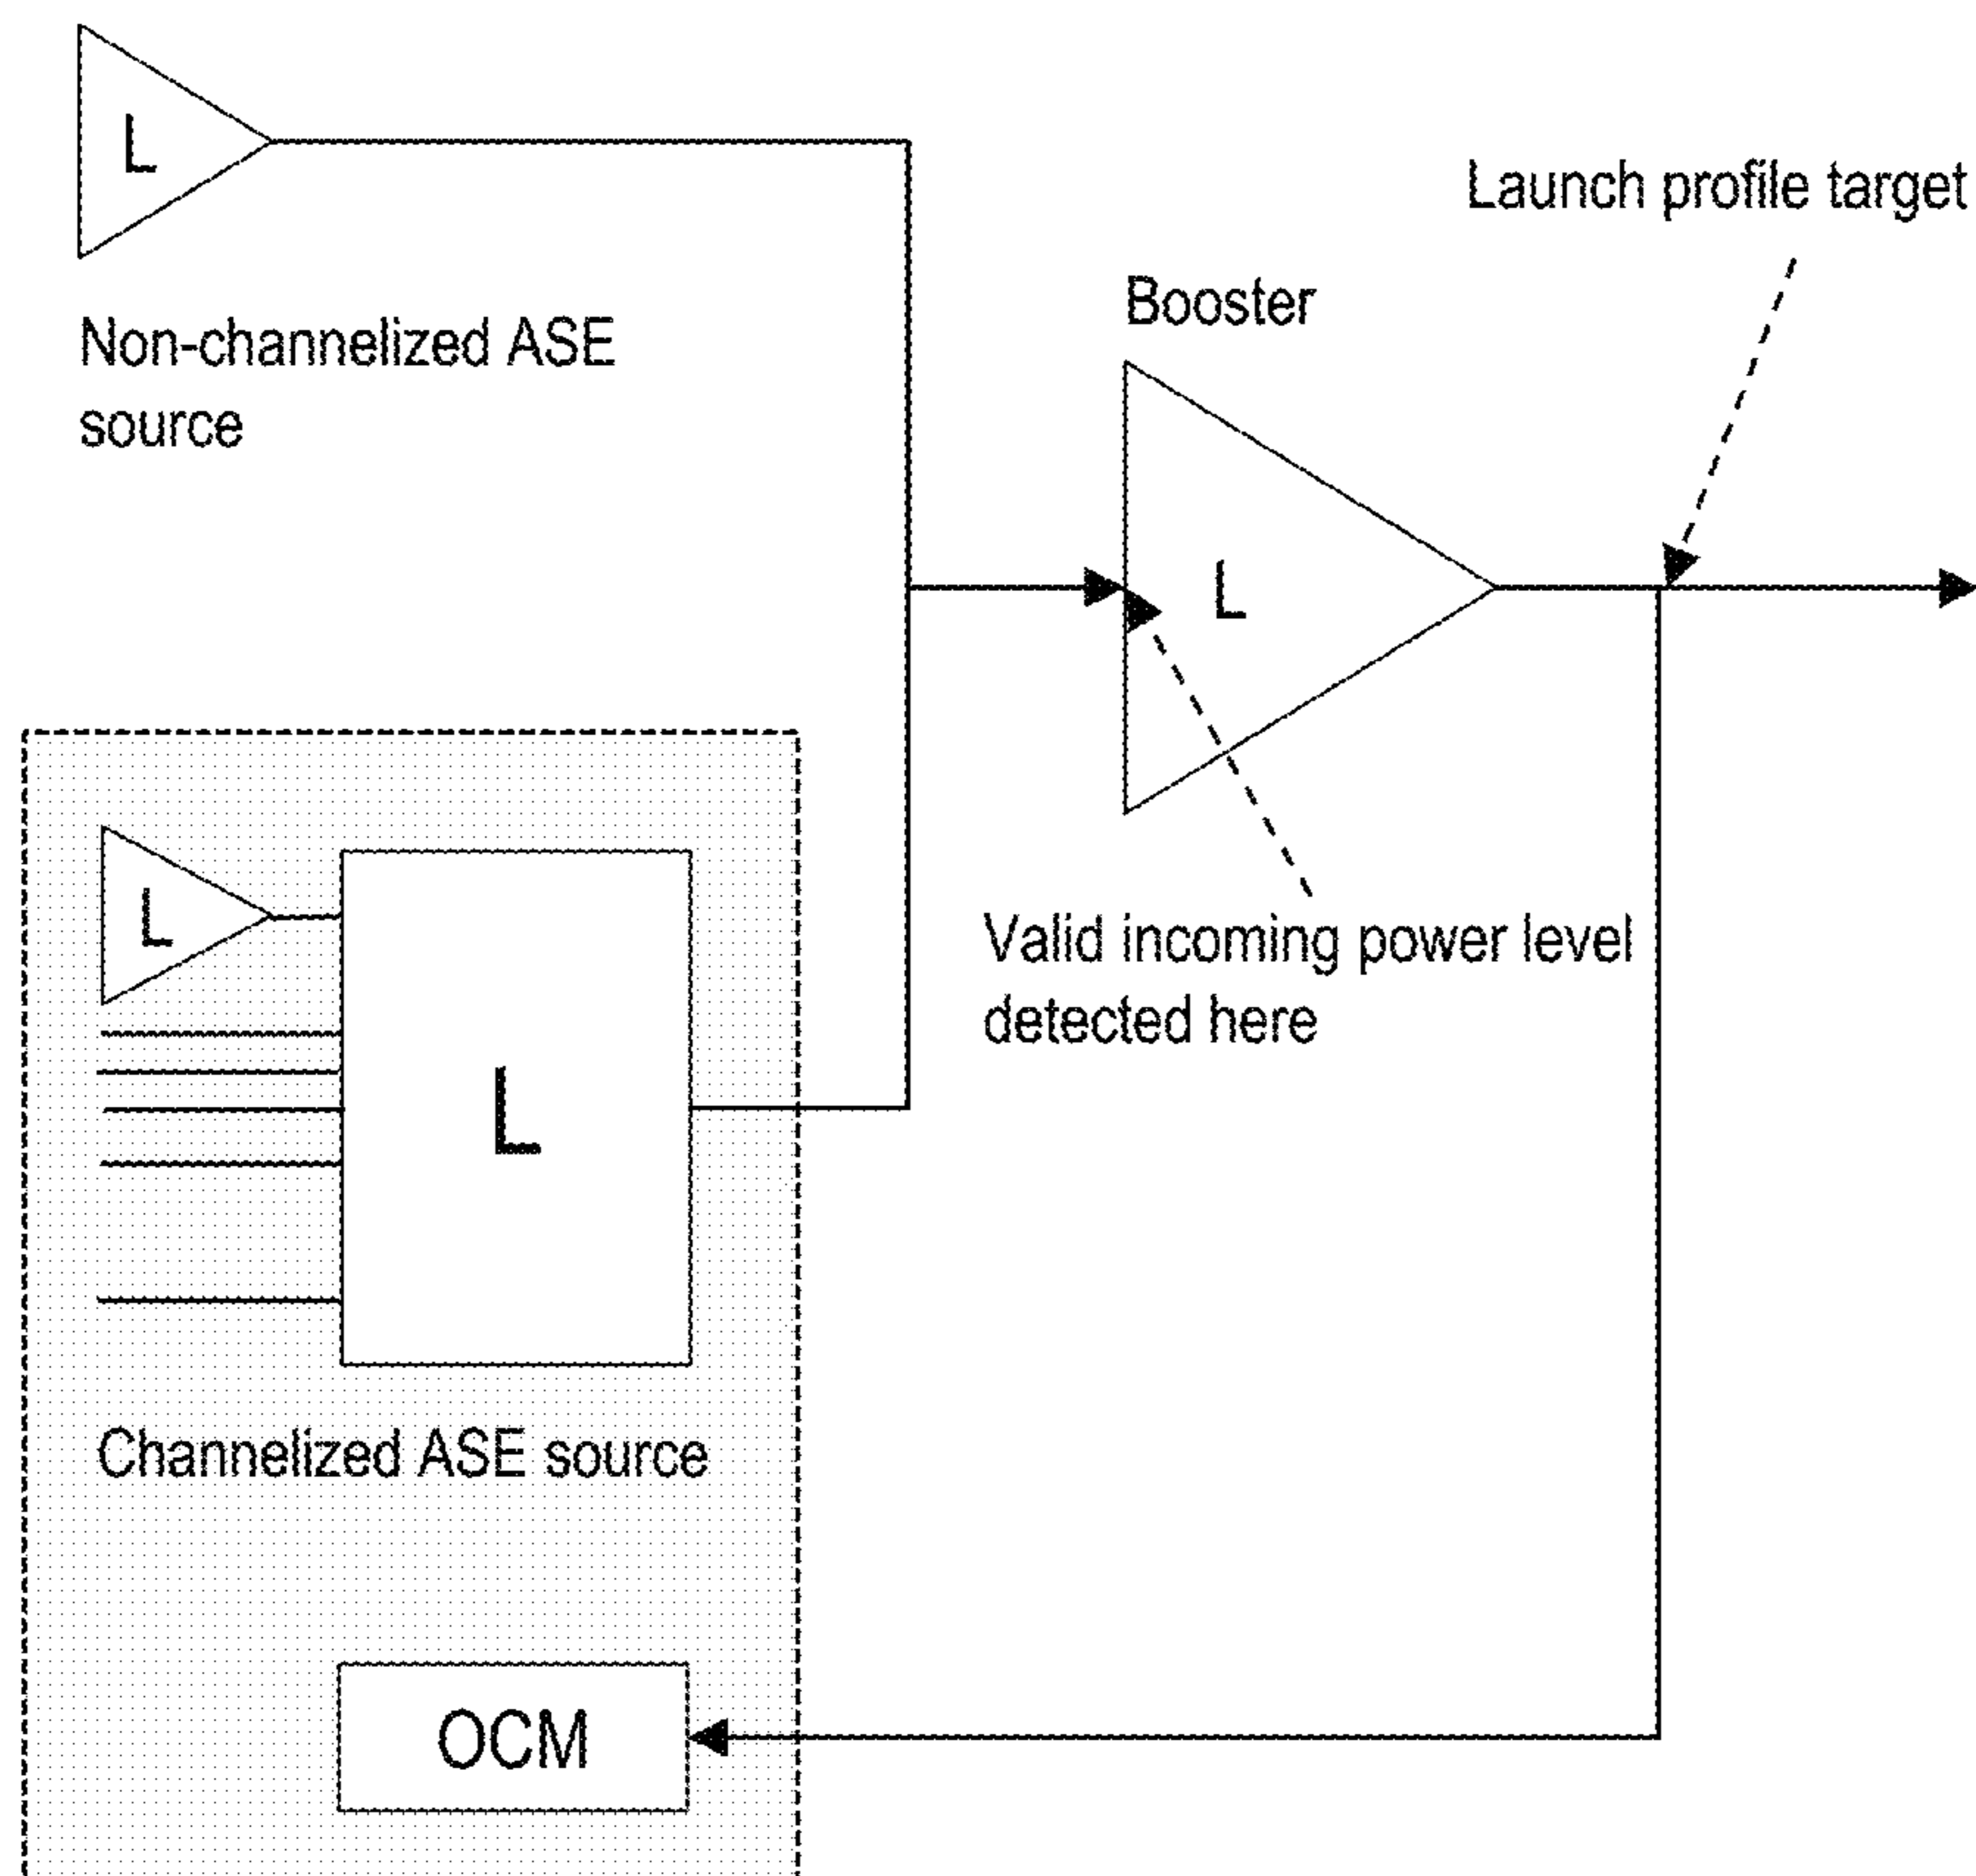 L
Non-channelized ASE
source
Launch profile target
Booster
L
Valid incoming power level
detected here
L
L
Channelized ASE source
OCM